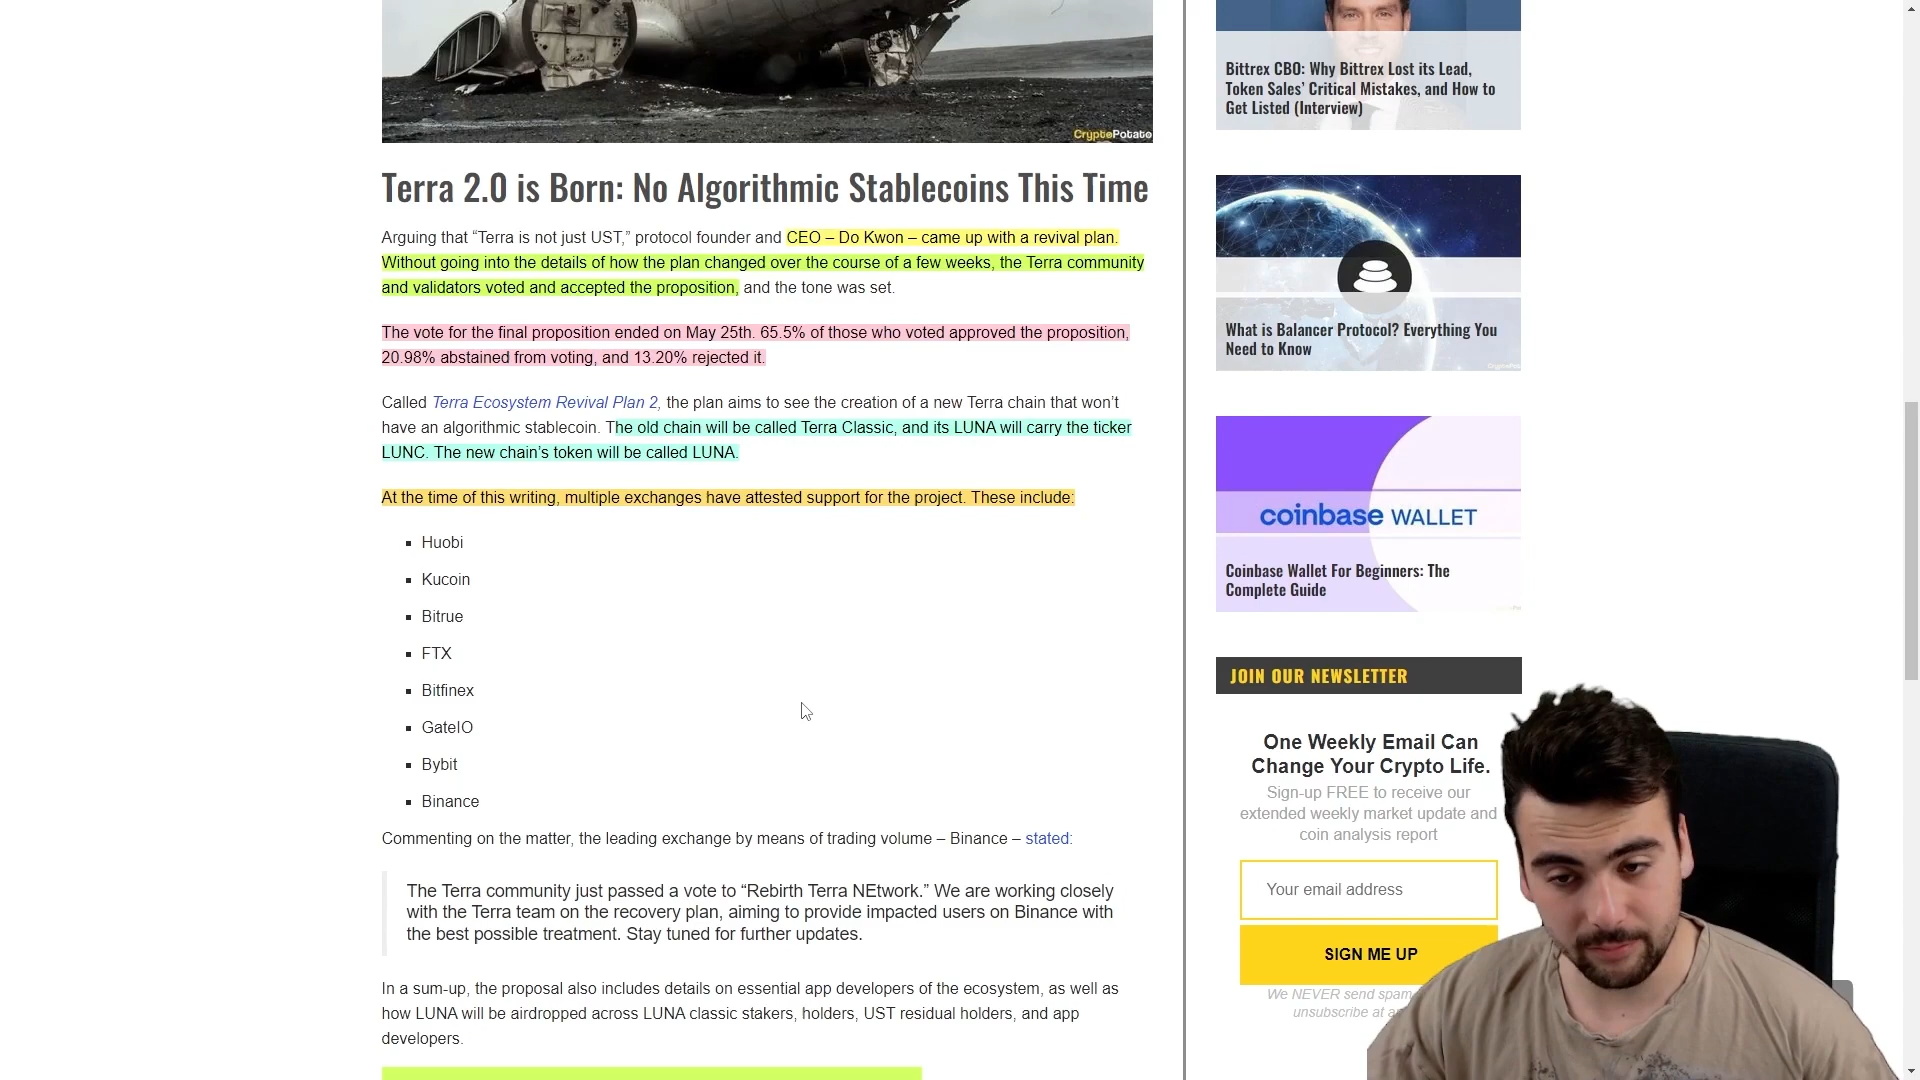 CryptoPotato
Terra 2.0 is Born: No Algorithmic Stablecoins This Time
Arguing that “Terra is not just UST,” protocol founder and CEO – Do Kwon – came up with a revival plan.
Without going into the details of how the plan changed over the course of a few weeks, the Terra community
and validators voted and accepted the proposition, and the tone was set.
The vote for the final proposition ended on May 25th. 65.5% of those who voted approved the proposition,
20.98% abstained from voting, and 13.20% rejected it.
Called Terra Ecosystem Revival Plan 2, the plan aims to see the creation of a new Terra chain that won’t
have an algorithmic stablecoin. The old chain will be called Terra Classic, and its LUNA will carry the ticker
LUNC. The new chain’s token will be called LUNA.
At the time of this writing, multiple exchanges have attested support for the project. These include:
Huobi
Kucoin
Bitrue
FTX
Bitfinex
GateIO
Bybit
Binance
Commenting on the matter, the leading exchange by means of trading volume – Binance – stated:
The Terra community just passed a vote to “Rebirth Terra NEtwork.” We are working closely
with the Terra team on the recovery plan, aiming to provide impacted users on Binance with
the best possible treatment. Stay tuned for further updates.
In a sum-up, the proposal also includes details on essential app developers of the ecosystem, as well as
how LUNA will be airdropped across LUNA classic stakers, holders, UST residual holders, and app
developers.
Bittrex CBO: Why Bittrex Lost its Lead,
Token Sales’ Critical Mistakes, and How to
Get Listed (Interview)
What is Balancer Protocol? Everything You
Need to Know
coinbase WALLET
Coinbase Wallet For Beginners: The
Complete Guide
JOIN OUR NEWSLETTER
One Weekly Email Can
Change Your Crypto Life.
Sign-up FREE to receive our
extended weekly market update and
coin analysis report
Your email address
SIGN ME UP
We NEVER send spam
unsubscribe at